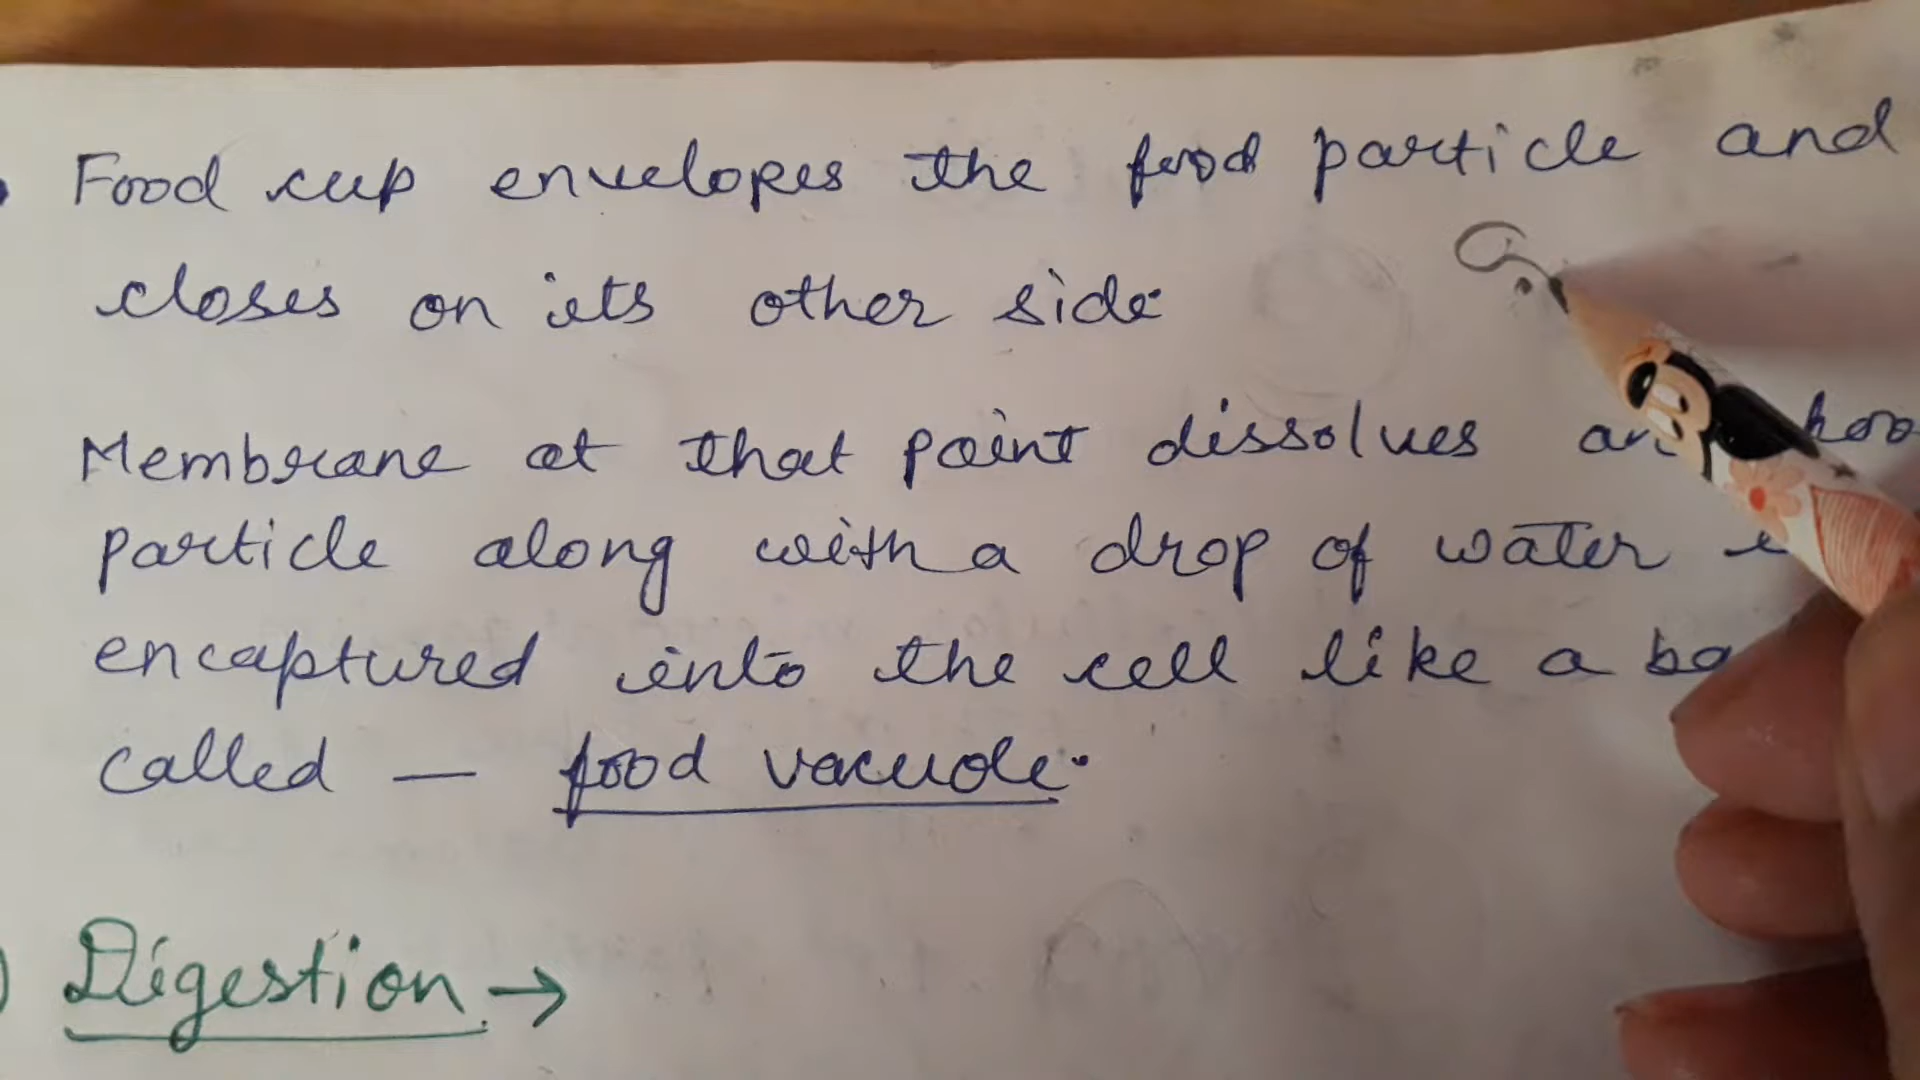 Food cup envelopes the food particle and
closes on its other side.
Membrane at that point dissolves
particle along with a drop of water
encaptured into the cell like a
called — food vacuole.
Digestion →